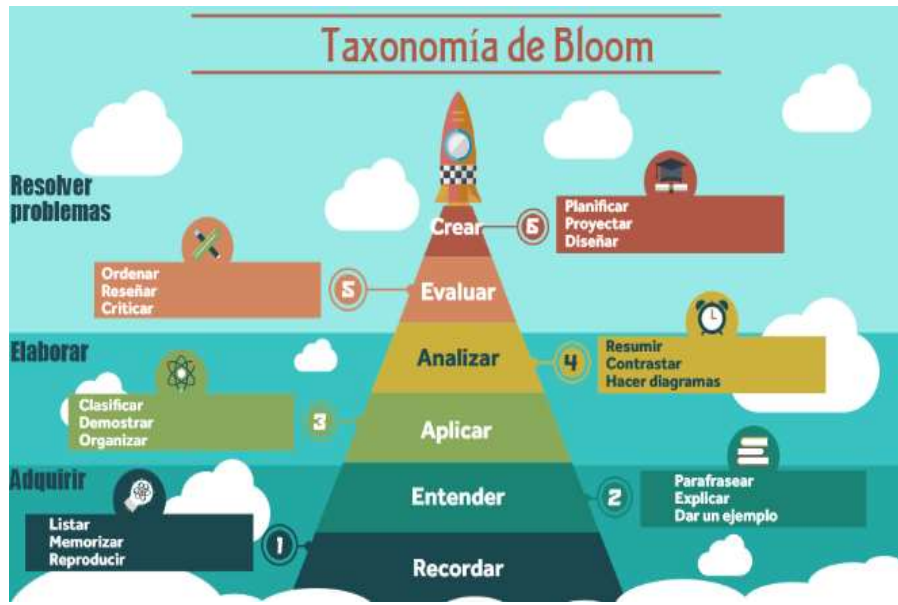 Taxonomía de Bloom
Resolver
problemas
Crear
6
Planificar
Proyectar
Diseñar
Ordenar
Reseñar
Criticar
5
Evaluar
Elaborar
Analizar
4
Resumir
Contrastar
Hacer diagramas
Clasificar
Demostrar
Organizar
3
Aplicar
Adquirir
Entender
2
Parafrasear
Explicar
Dar un ejemplo
Listar
Memorizar
Reproducir
1
Recordar